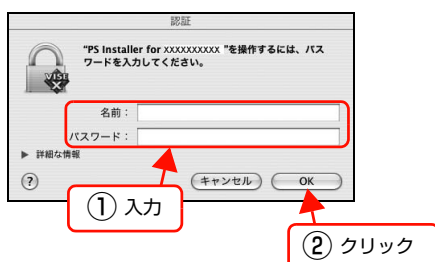 認証
"PS Installer for XXXXXXXXXX "を操作するには、パス
ワードを入力してください。
VISE
X
名前：
パスワード：
▶ 詳細な情報
?
キャンセル
OK
① 入力
② クリック